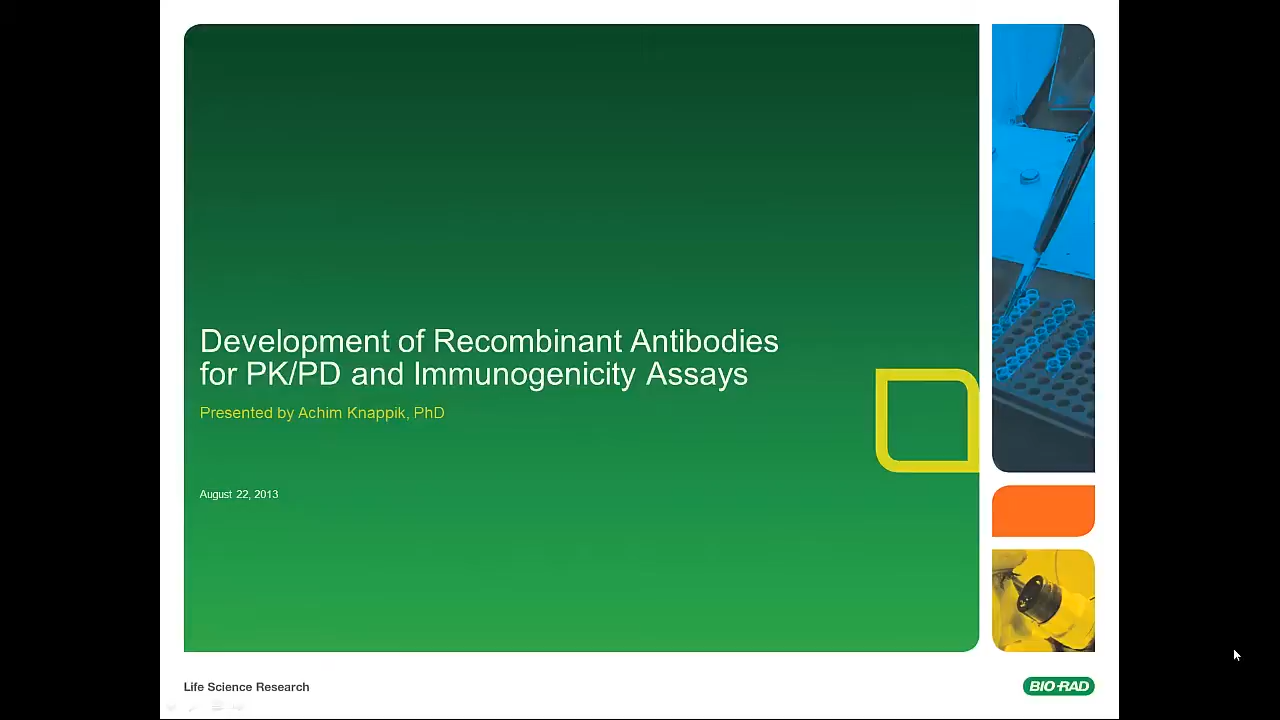 Development of Recombinant Antibodies
for PK/PD and Immunogenicity Assays
Presented by Achim Knappik, PhD
August 22, 2013
Life Science Research
BIO-RAD